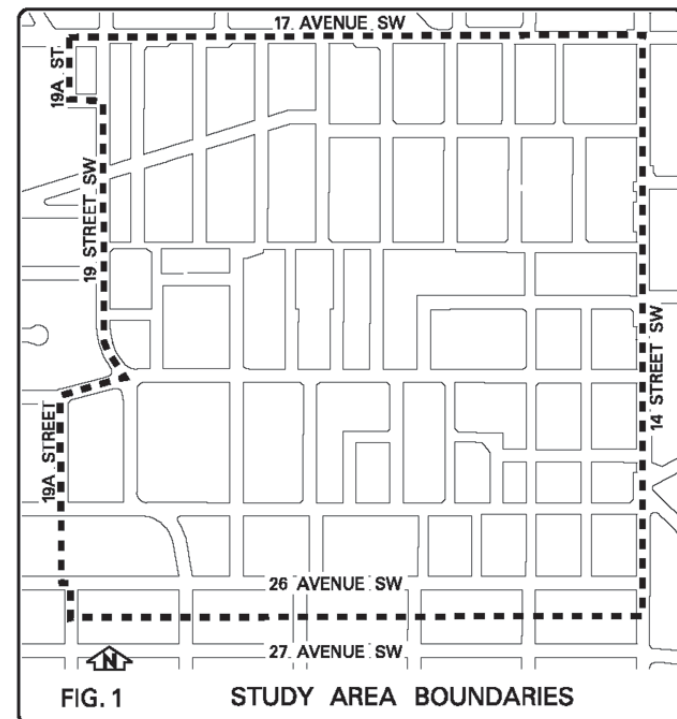 17 AVENUE SW
19A ST.
19 STREET SW
14 STREET SW
19A STREET
26 AVENUE SW
27 AVENUE SW
N
FIG. 1 STUDY AREA BOUNDARIES